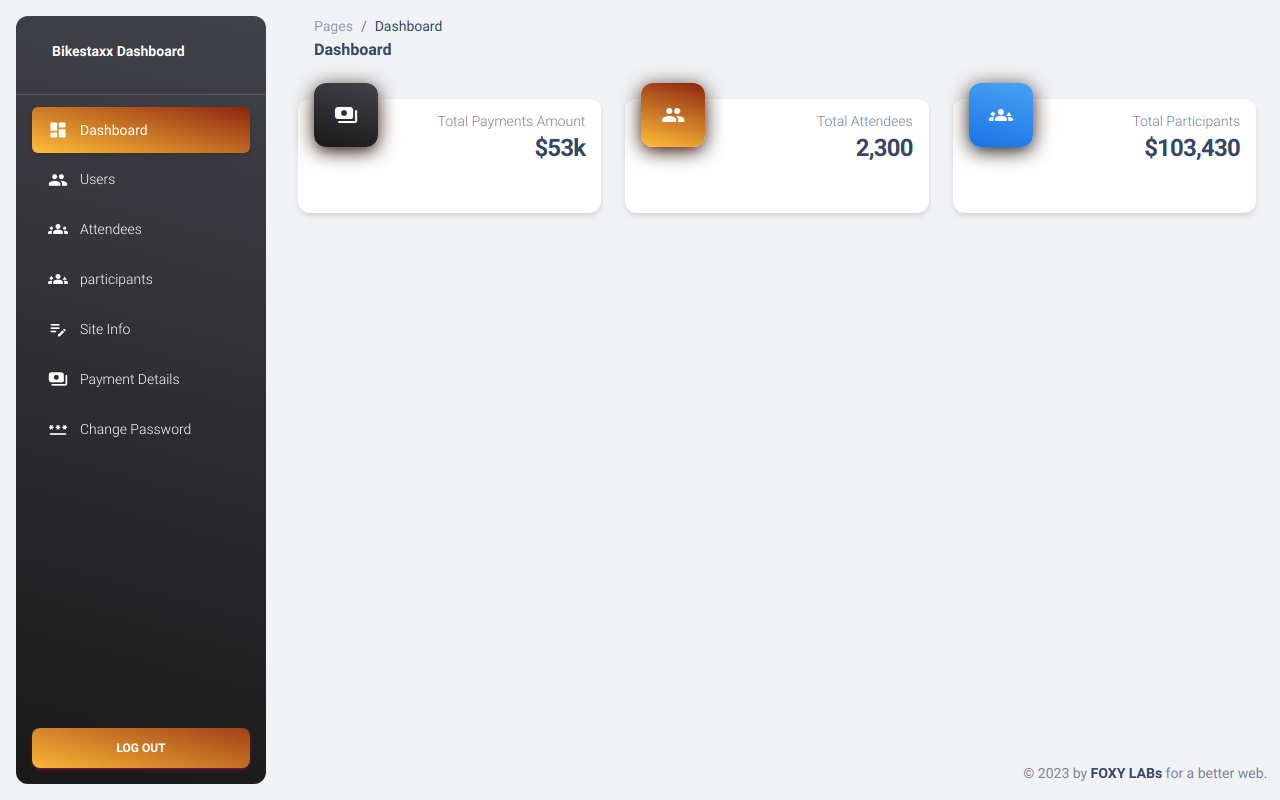 Bikestaxx Dashboard
Dashboard
Users
Attendees
participants
Site Info
Payment Details
Change Password
LOG OUT
Pages / Dashboard
Dashboard
Total Payments Amount
$53k
Total Attendees
2,300
Total Participants
$103,430
© 2023 by FOXY LABs for a better web.